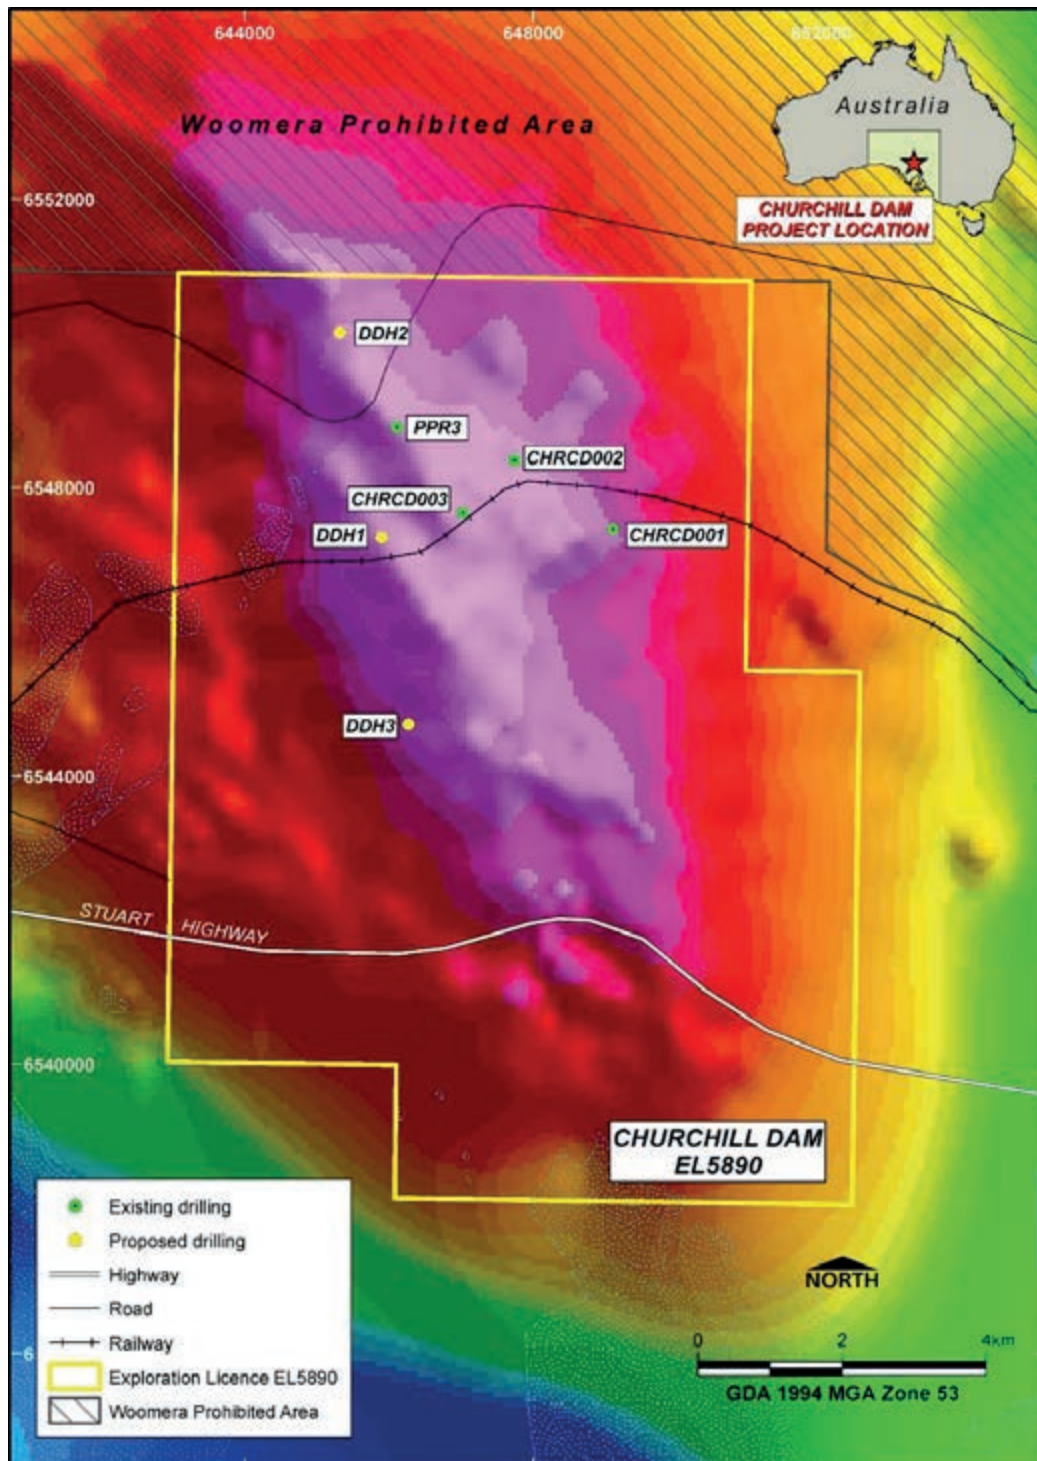 644000
648000
652000
Australia
Woomera Prohibited Area
6552000
CHURCHILL DAM
PROJECT LOCATION
DDH2
PPR3
CHRCD002
6548000
CHRCD003
DDH1
CHRCD001
DDH3
6544000
STUART HIGHWAY
6540000
CHURCHILL DAM
EL5890
Existing drilling
Proposed drilling
Highway
Road
Railway
Exploration Licence EL5890
Woomera Prohibited Area
NORTH
0 2 4km
GDA 1994 MGA Zone 53
6